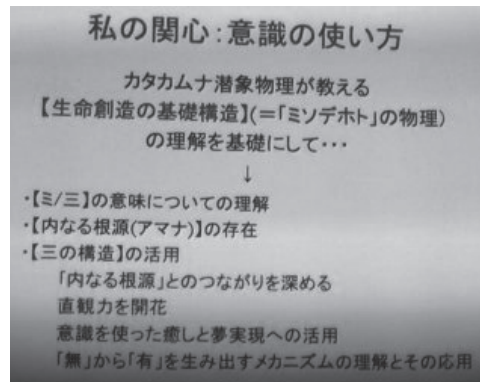 私の関心：意識の使い方
カタカムナ潜象物理が教える
【生命創造の基礎構造】(=「ミソデホト」の物理)
の理解を基礎にして・・・
↓
・【ミ/三】の意味についての理解
・【内なる根源(アマナ)】の存在
・【三の構造】の活用
「内なる根源」とのつながりを深める
直観力を開花
意識を使った癒しと夢実現への活用
「無」から「有」を生み出すメカニズムの理解とその応用